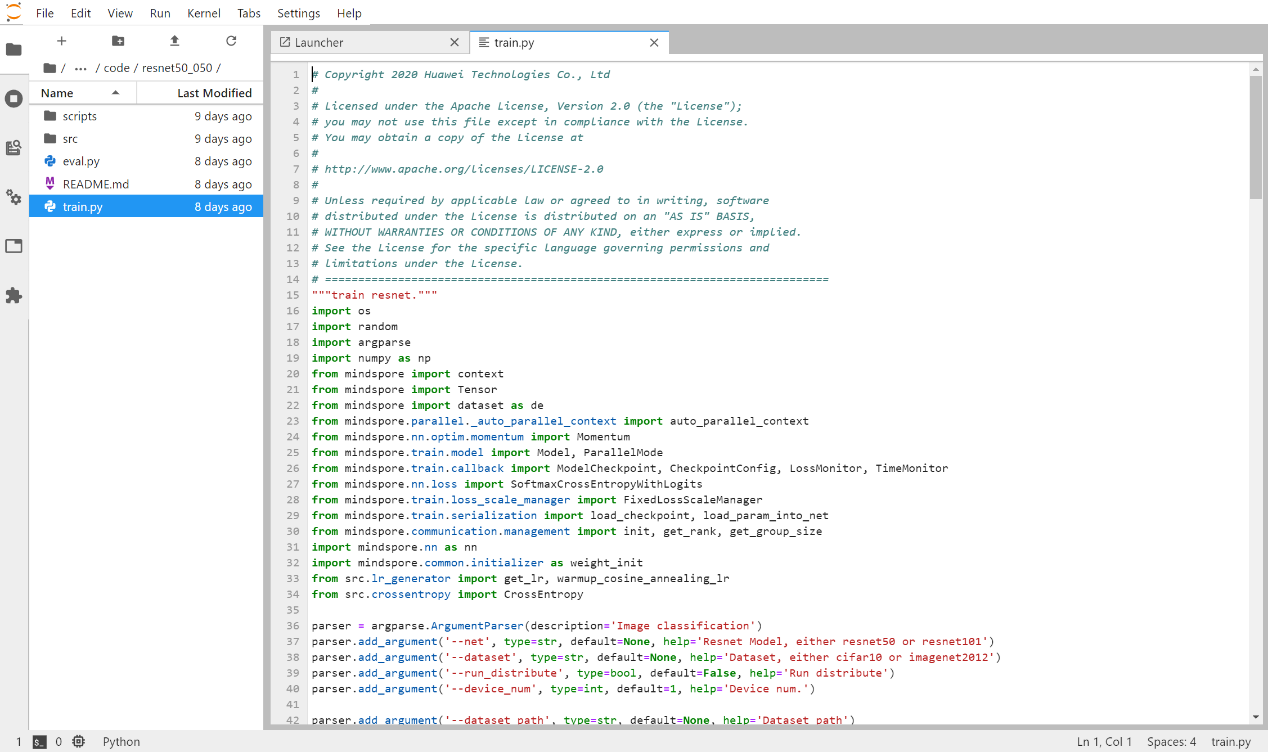 File Edit View Run Kernel Tabs Settings Help
Launcher
train.py
/ ... / code / resnet50_050 /
Name Last Modified
scripts 9 days ago
src 9 days ago
eval.py 8 days ago
README.md 8 days ago
train.py 8 days ago
1 # Copyright 2020 Huawei Technologies Co., Ltd
2 #
3 # Licensed under the Apache License, Version 2.0 (the "License");
4 # you may not use this file except in compliance with the License.
5 # You may obtain a copy of the License at
6 #
7 # http://www.apache.org/licenses/LICENSE-2.0
8 #
9 # Unless required by applicable law or agreed to in writing, software
10 # distributed under the License is distributed on an "AS IS" BASIS,
11 # WITHOUT WARRANTIES OR CONDITIONS OF ANY KIND, either express or implied.
12 # See the License for the specific language governing permissions and
13 # limitations under the License.
14 # ============================================================================
15 """train resnet."""
16 import os
17 import random
18 import argparse
19 import numpy as np
20 from mindspore import context
21 from mindspore import Tensor
22 from mindspore import dataset as de
23 from mindspore.parallel._auto_parallel_context import auto_parallel_context
24 from mindspore.nn.optim.momentum import Momentum
25 from mindspore.train.model import Model, ParallelMode
26 from mindspore.train.callback import ModelCheckpoint, CheckpointConfig, LossMonitor, TimeMonitor
27 from mindspore.nn.loss import SoftmaxCrossEntropyWithLogits
28 from mindspore.train.loss_scale_manager import FixedLossScaleManager
29 from mindspore.train.serialization import load_checkpoint, load_param_into_net
30 from mindspore.communication.management import init, get_rank, get_group_size
31 import mindspore.nn as nn
32 import mindspore.common.initializer as weight_init
33 from src.lr_generator import get_lr, warmup_cosine_annealing_lr
34 from src.crossentropy import CrossEntropy
35
36 parser = argparse.ArgumentParser(description='Image classification')
37 parser.add_argument('--net', type=str, default=None, help='Resnet Model, either resnet50 or resnet101')
38 parser.add_argument('--dataset', type=str, default=None, help='Dataset, either cifar10 or imagenet2012')
39 parser.add_argument('--run_distribute', type=bool, default=False, help='Run distribute')
40 parser.add_argument('--device_num', type=int, default=1, help='Device num.')
41
42 parser.add_argument('--dataset_path', type=str, default=None, help='Dataset path')
1 0 Python Ln 1, Col 1 Spaces: 4 train.py